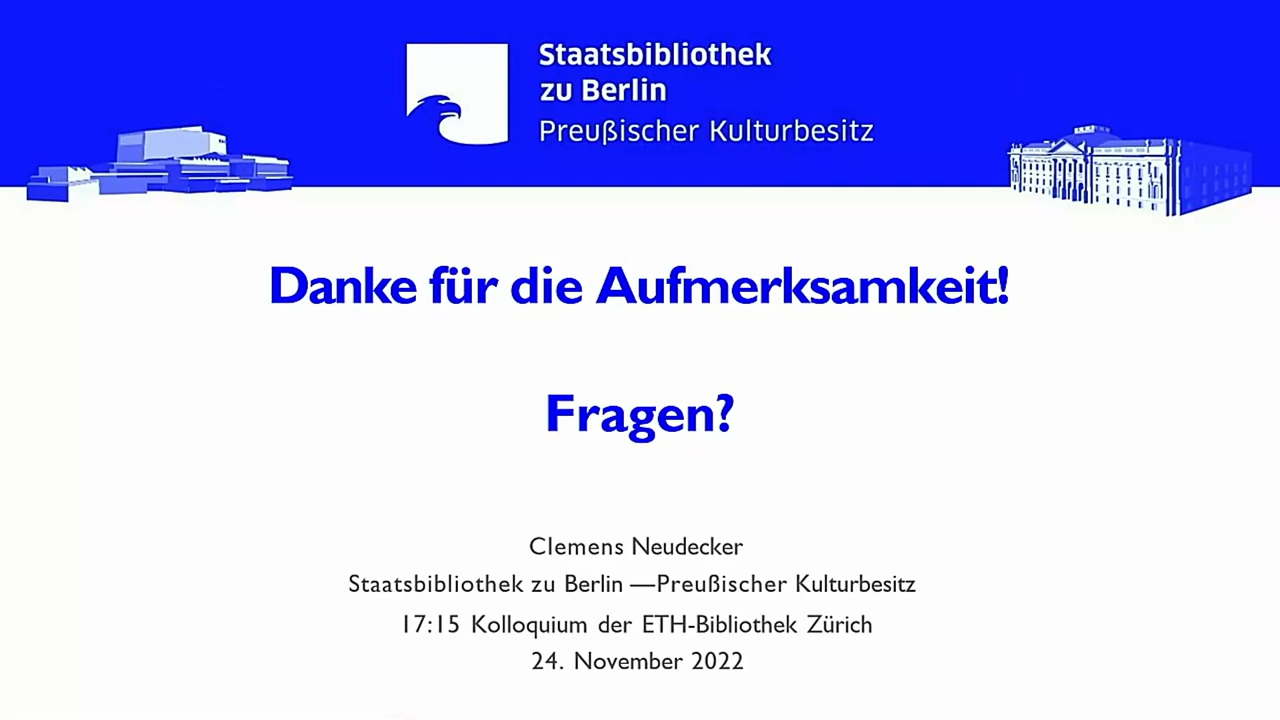 Staatsbibliothek
zu Berlin
Preußischer Kulturbesitz
Danke für die Aufmerksamkeit!
Fragen?
Clemens Neudecker
Staatsbibliothek zu Berlin —Preußischer Kulturbesitz
17:15 Kolloquium der ETH-Bibliothek Zürich
24. November 2022